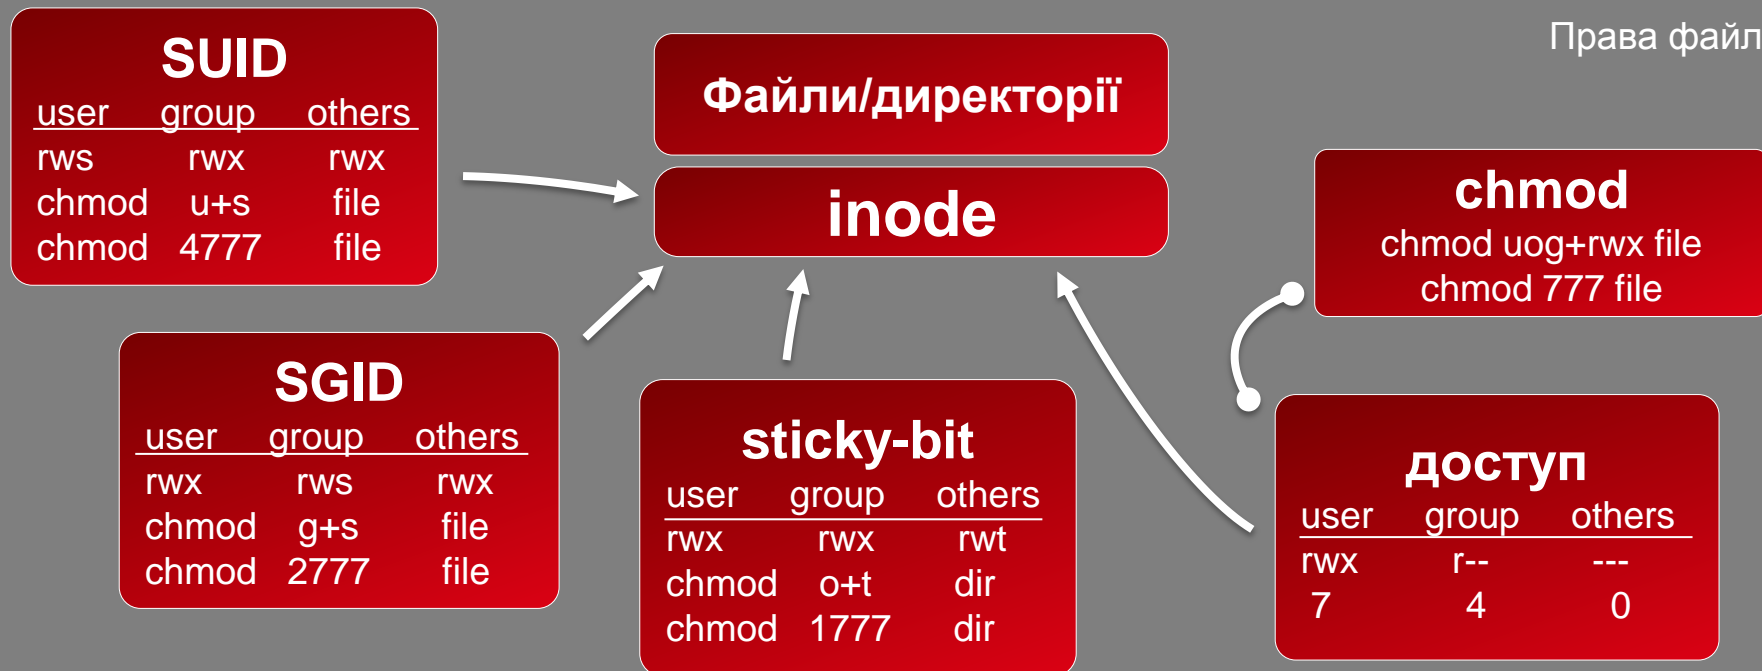 Права файл
SUID
user group others
rws rwx rwx
chmod u+s file
chmod 4777 file
Файли/директорії
inode
chmod
chmod uog+rwx file
chmod 777 file
SGID
user group others
rwx rws rwx
chmod g+s file
chmod 2777 file
sticky-bit
user group others
rwx rwx rwt
chmod o+t dir
chmod 1777 dir
доступ
user group others
rwx r-- ---
7 4 0